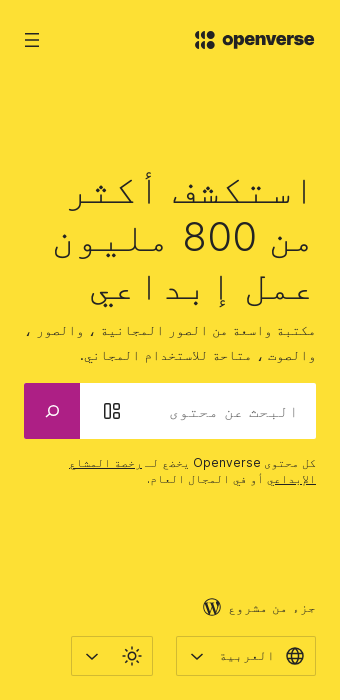 openverse
استكشف أكثر
من 800 مليون
عمل إبداعي
مكتبة واسعة من الصور المجانية ، والصور ،
والصوت ، متاحة للاستخدام المجاني.
البحث عن محتوى
كل محتوى Openverse يخضع لـ رخصة المشاع
الإبداعي أو في المجال العام.
جزء من مشروع
العربية